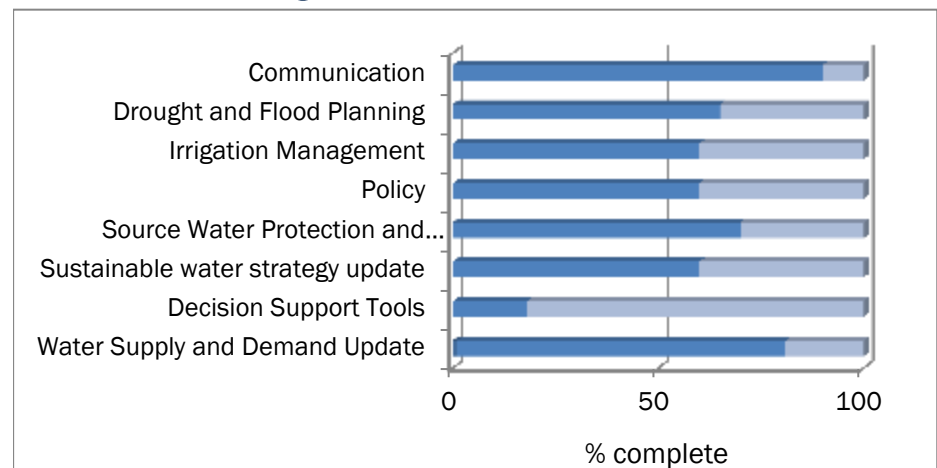 Communication
Drought and Flood Planning
Irrigation Management
Policy
Source Water Protection and...
Sustainable water strategy update
Decision Support Tools
Water Supply and Demand Update
0 50 100
% complete